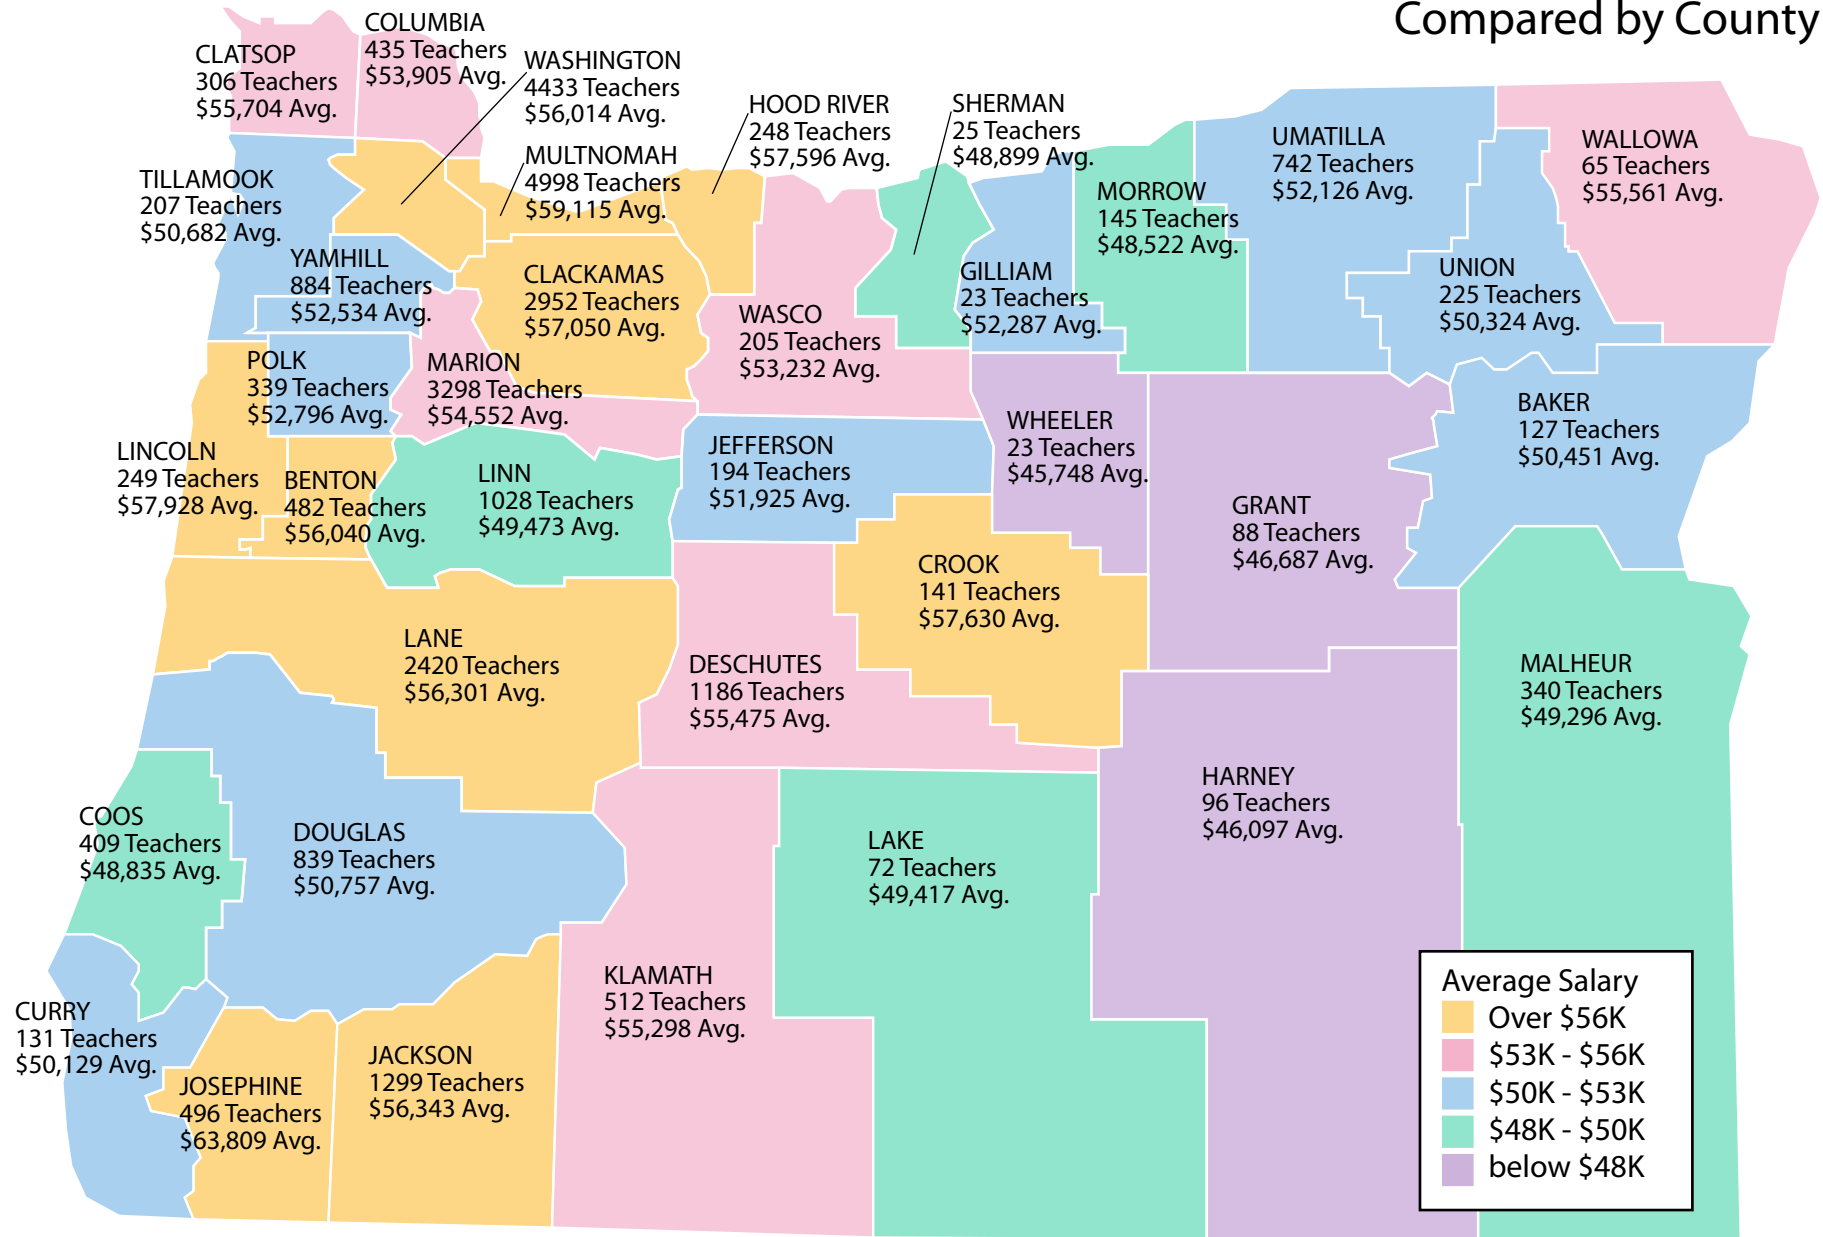 Compared by County
COLUMBIA
435 Teachers
$53,905 Avg.
CLATSOP
306 Teachers
$55,704 Avg.
WASHINGTON
4433 Teachers
$56,014 Avg.
HOOD RIVER
248 Teachers
$57,596 Avg.
SHERMAN
25 Teachers
$48,899 Avg.
UMATILLA
742 Teachers
$52,126 Avg.
WALLOWA
65 Teachers
$55,561 Avg.
MULTNOMAH
4998 Teachers
$59,115 Avg.
TILLAMOOK
207 Teachers
$50,682 Avg.
MORROW
145 Teachers
$48,522 Avg.
YAMHILL
884 Teachers
$52,534 Avg.
CLACKAMAS
2952 Teachers
$57,050 Avg.
GILLIAM
23 Teachers
$52,287 Avg.
UNION
225 Teachers
$50,324 Avg.
WASCO
205 Teachers
$53,232 Avg.
POLK
339 Teachers
$52,796 Avg.
MARION
3298 Teachers
$54,552 Avg.
BAKER
127 Teachers
$50,451 Avg.
WHEELER
23 Teachers
$45,748 Avg.
JEFFERSON
194 Teachers
$51,925 Avg.
LINCOLN
249 Teachers
$57,928 Avg.
BENTON
482 Teachers
$56,040 Avg.
LINN
1028 Teachers
$49,473 Avg.
GRANT
88 Teachers
$46,687 Avg.
CROOK
141 Teachers
$57,630 Avg.
LANE
2420 Teachers
$56,301 Avg.
DESCHUTES
1186 Teachers
$55,475 Avg.
MALHEUR
340 Teachers
$49,296 Avg.
HARNEY
96 Teachers
$46,097 Avg.
COOS
409 Teachers
$48,835 Avg.
DOUGLAS
839 Teachers
$50,757 Avg.
LAKE
72 Teachers
$49,417 Avg.
KLAMATH
512 Teachers
$55,298 Avg.
CURRY
131 Teachers
$50,129 Avg.
JOSEPHINE
496 Teachers
$63,809 Avg.
JACKSON
1299 Teachers
$56,343 Avg.
Average Salary
Over $56K
$53K - $56K
$50K - $53K
$48K - $50K
below $48K